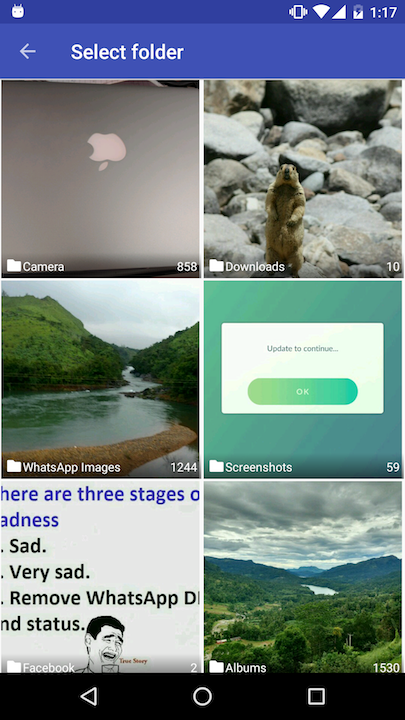 1:17
Select folder
Camera 858
Downloads 10
WhatsApp Images 1244
Update to continue...
OK
Screenshots 59
here are three stages o
adness
. Sad.
. Very sad.
. Remove WhatsApp D
nd status.
True Story
Facebook 2
Albums 1530